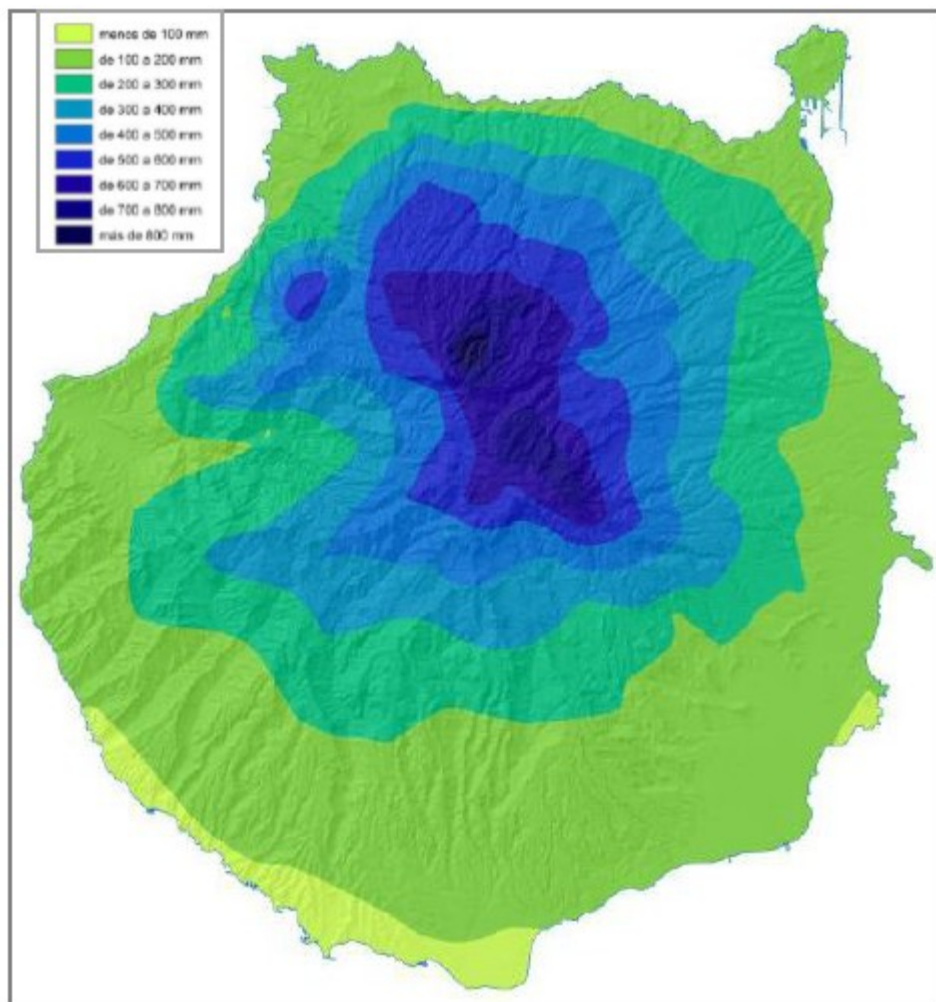 menos de 100 mm
de 100 a 200 mm
de 200 a 300 mm
de 300 a 400 mm
de 400 a 500 mm
de 500 a 600 mm
de 600 a 700 mm
de 700 a 800 mm
más de 800 mm